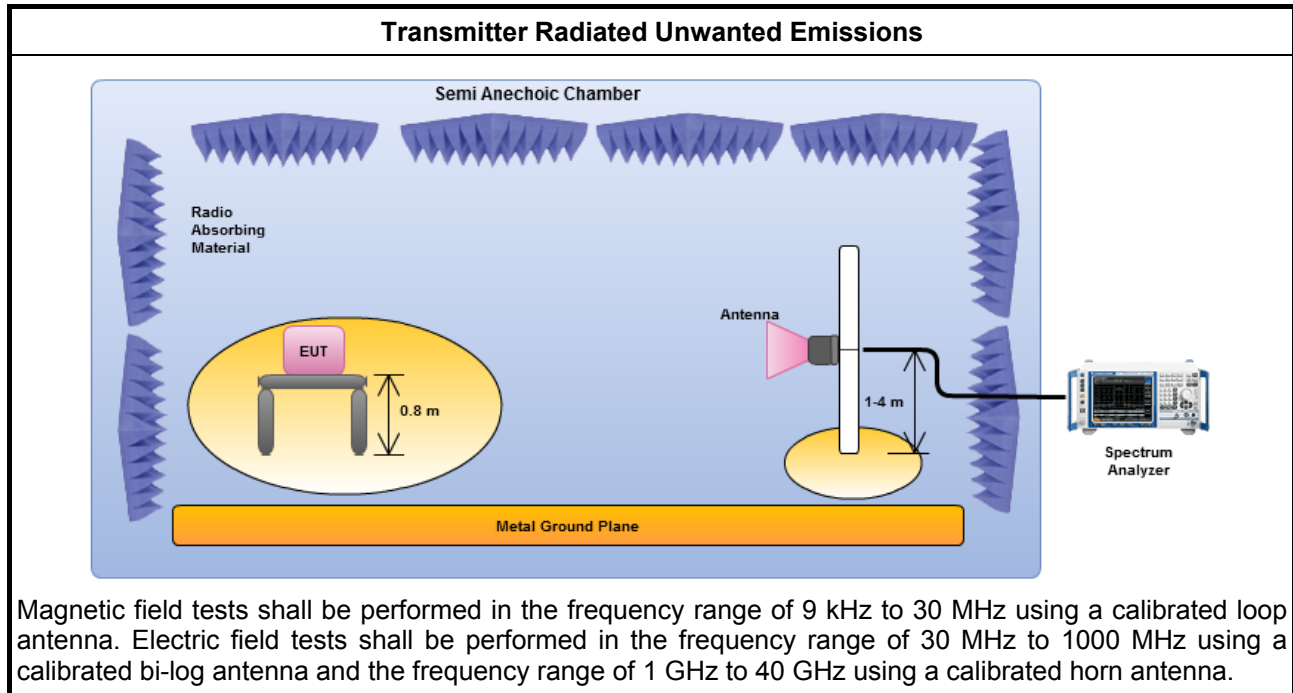 Transmitter Radiated Unwanted Emissions
Semi Anechoic Chamber
Radio
Absorbing
Material
Antenna
EUT
0.8 m
1-4 m
Spectrum
Analyzer
Metal Ground Plane
Magnetic field tests shall be performed in the frequency range of 9 kHz to 30 MHz using a calibrated loop
antenna. Electric field tests shall be performed in the frequency range of 30 MHz to 1000 MHz using a
calibrated bi-log antenna and the frequency range of 1 GHz to 40 GHz using a calibrated horn antenna.